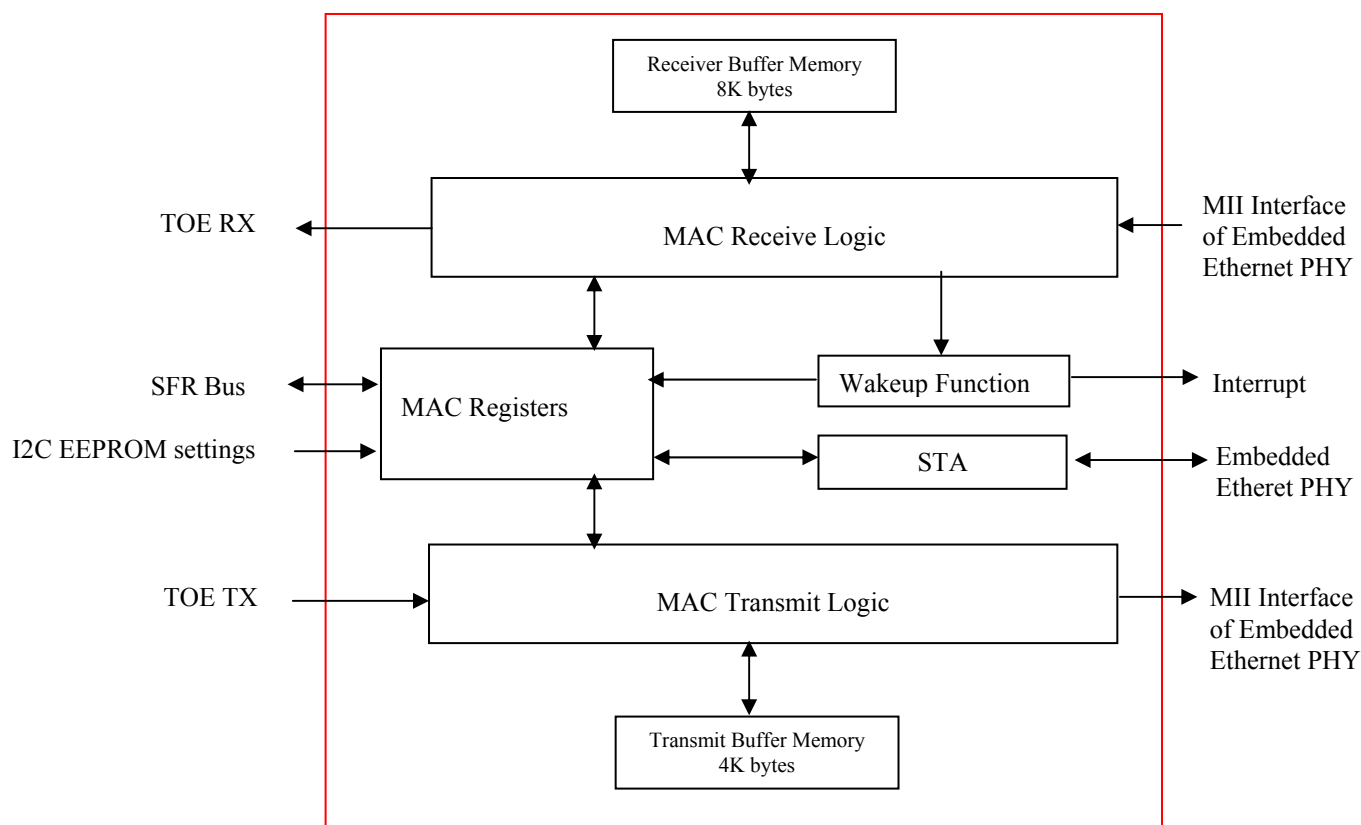 Receiver Buffer Memory
8K bytes
TOE RX
MAC Receive Logic
MII Interface
of Embedded
Ethernet PHY
SFR Bus
I2C EEPROM settings
MAC Registers
Wakeup Function
Interrupt
STA
Embedded
Etheret PHY
TOE TX
MAC Transmit Logic
MII Interface
of Embedded
Ethernet PHY
Transmit Buffer Memory
4K bytes